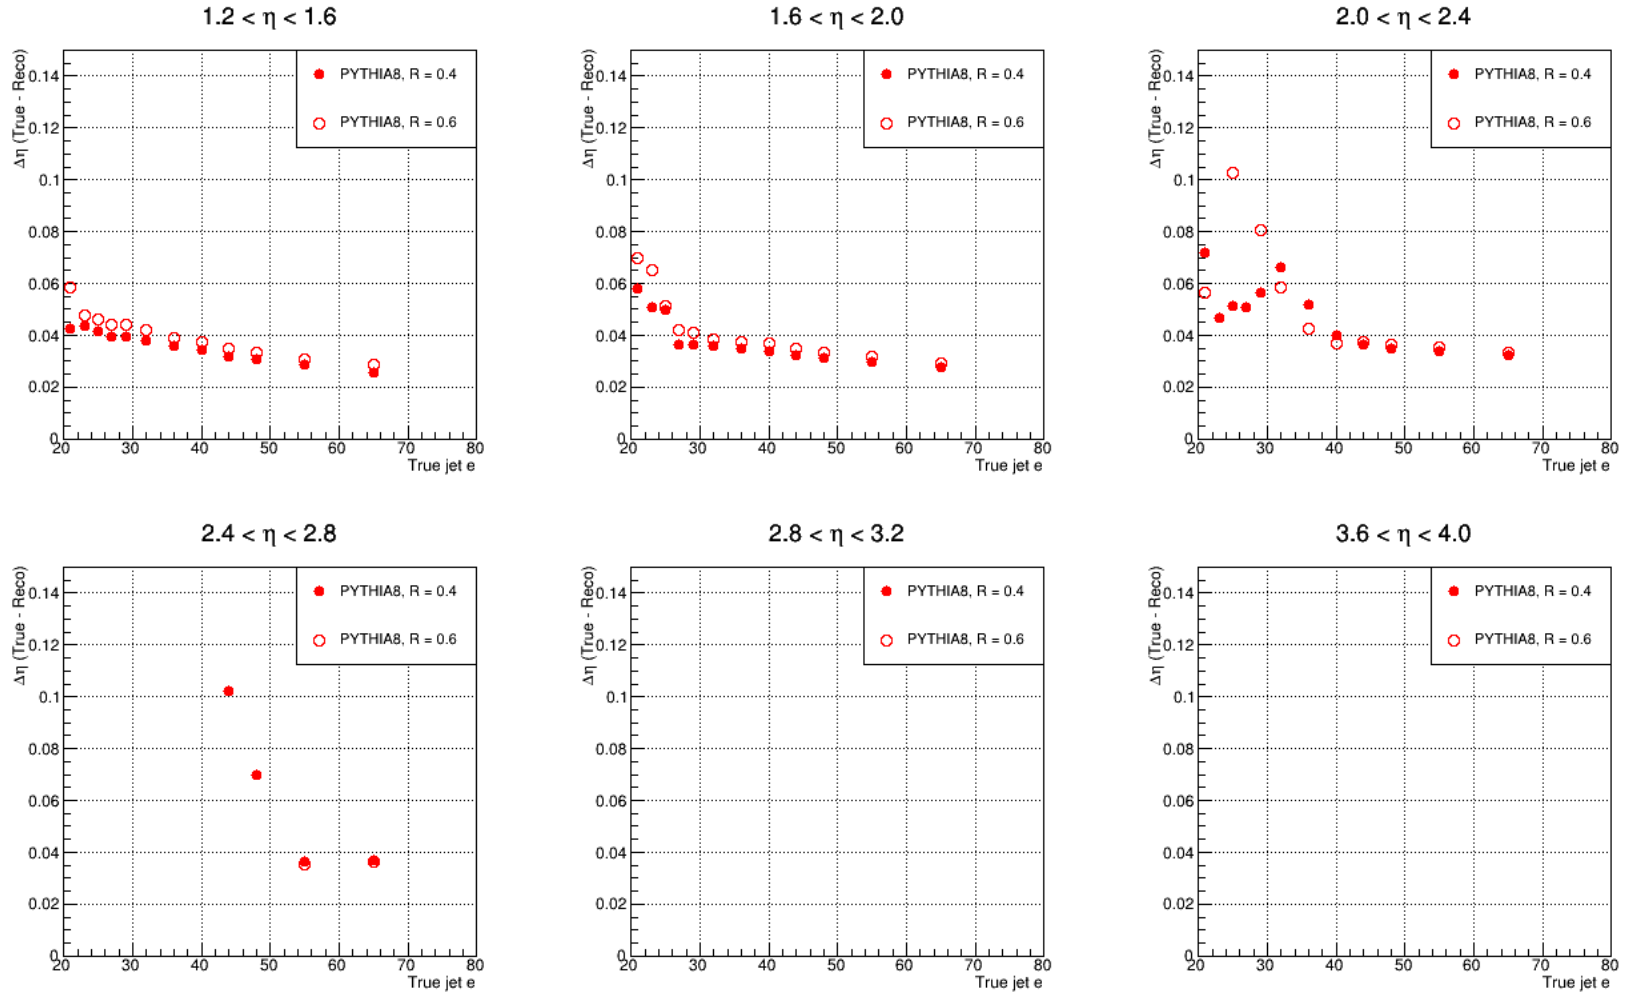 1.2 < η < 1.6
Δη (True - Reco)
0.14
0.12
0.1
0.08
0.06
0.04
0.02
0
20 30 40 50 60 70 80
True jet e
PYTHIA8, R = 0.4
PYTHIA8, R = 0.6
1.6 < η < 2.0
Δη (True - Reco)
0.14
0.12
0.1
0.08
0.06
0.04
0.02
0
20 30 40 50 60 70 80
True jet e
PYTHIA8, R = 0.4
PYTHIA8, R = 0.6
2.0 < η < 2.4
Δη (True - Reco)
0.14
0.12
0.1
0.08
0.06
0.04
0.02
0
20 30 40 50 60 70 80
True jet e
PYTHIA8, R = 0.4
PYTHIA8, R = 0.6
2.4 < η < 2.8
Δη (True - Reco)
0.14
0.12
0.1
0.08
0.06
0.04
0.02
0
20 30 40 50 60 70 80
True jet e
PYTHIA8, R = 0.4
PYTHIA8, R = 0.6
2.8 < η < 3.2
Δη (True - Reco)
0.14
0.12
0.1
0.08
0.06
0.04
0.02
0
20 30 40 50 60 70 80
True jet e
PYTHIA8, R = 0.4
PYTHIA8, R = 0.6
3.6 < η < 4.0
Δη (True - Reco)
0.14
0.12
0.1
0.08
0.06
0.04
0.02
0
20 30 40 50 60 70 80
True jet e
PYTHIA8, R = 0.4
PYTHIA8, R = 0.6